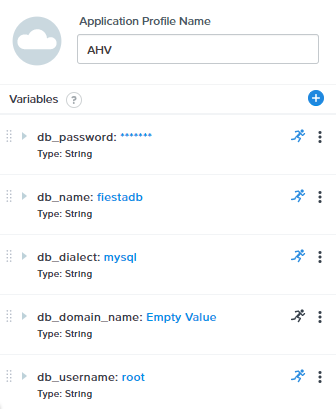 Application Profile Name
AHV
Variables ?
db_password: *******
Type: String
db_name: fiestadb
Type: String
db_dialect: mysql
Type: String
db_domain_name: Empty Value
Type: String
db_username: root
Type: String